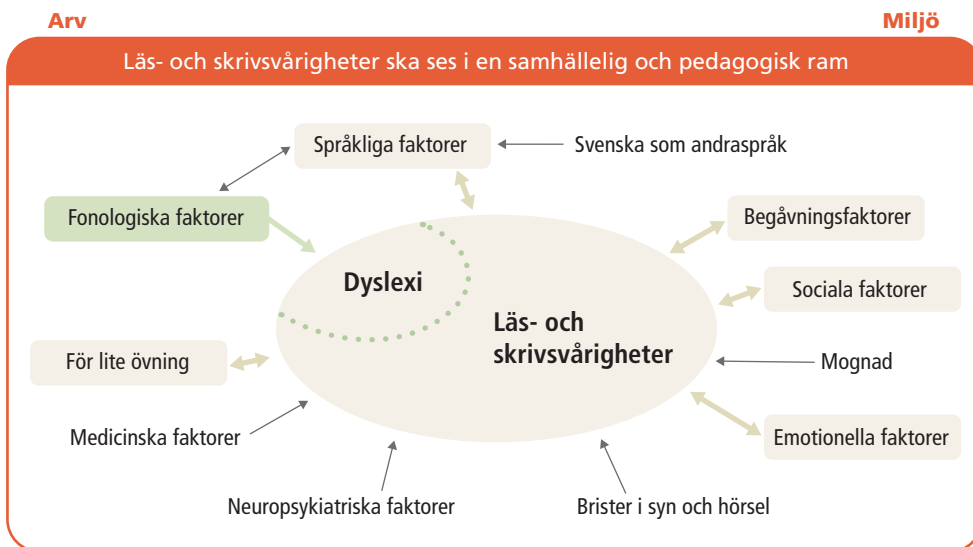 Arv
Miljö
Läs- och skrivsvårigheter ska ses i en samhällelig och pedagogisk ram
Språkliga faktorer
Svenska som andraspråk
Fonologiska faktorer
Begåvningsfaktorer
Dyslexi
Sociala faktorer
Läs- och
skrivsvårigheter
För lite övning
Mognad
Medicinska faktorer
Emotionella faktorer
Neuropsykiatriska faktorer
Brister i syn och hörsel